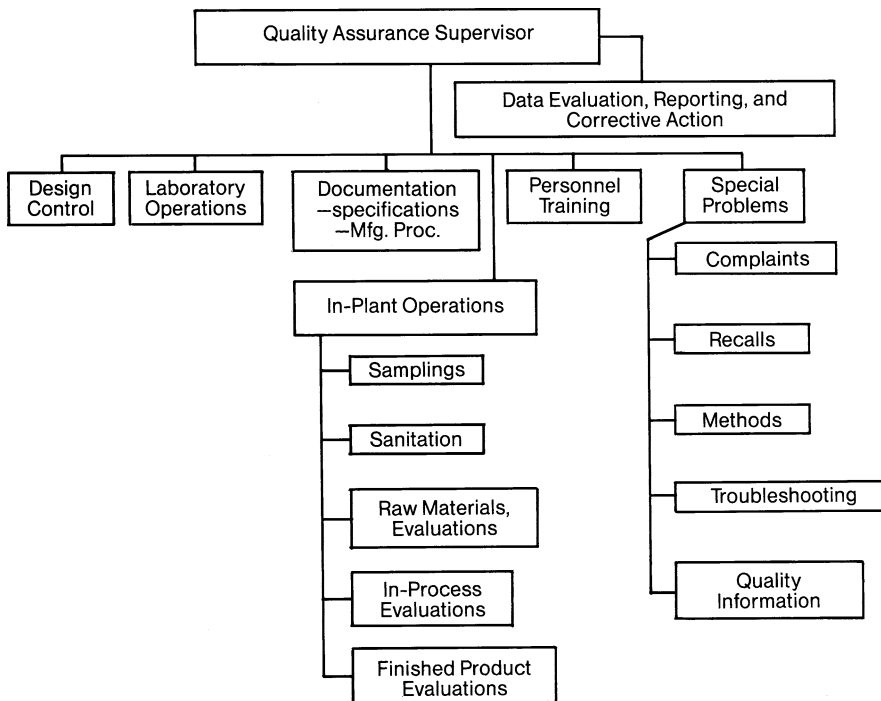 Quality Assurance Supervisor
Data Evaluation, Reporting, and
Corrective Action
Design
Control
Laboratory
Operations
Documentation
—specifications
—Mfg. Proc.
Personnel
Training
Special
Problems
In-Plant Operations
Samplings
Sanitation
Raw Materials,
Evaluations
In-Process
Evaluations
Finished Product
Evaluations
Complaints
Recalls
Methods
Troubleshooting
Quality
Information